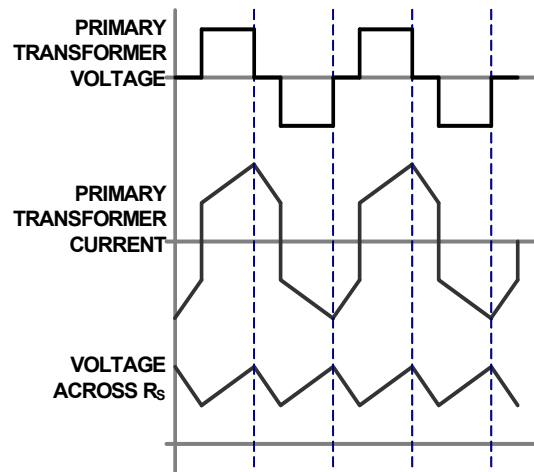 PRIMARY
TRANSFORMER
VOLTAGE
PRIMARY
TRANSFORMER
CURRENT
VOLTAGE
ACROSS RS